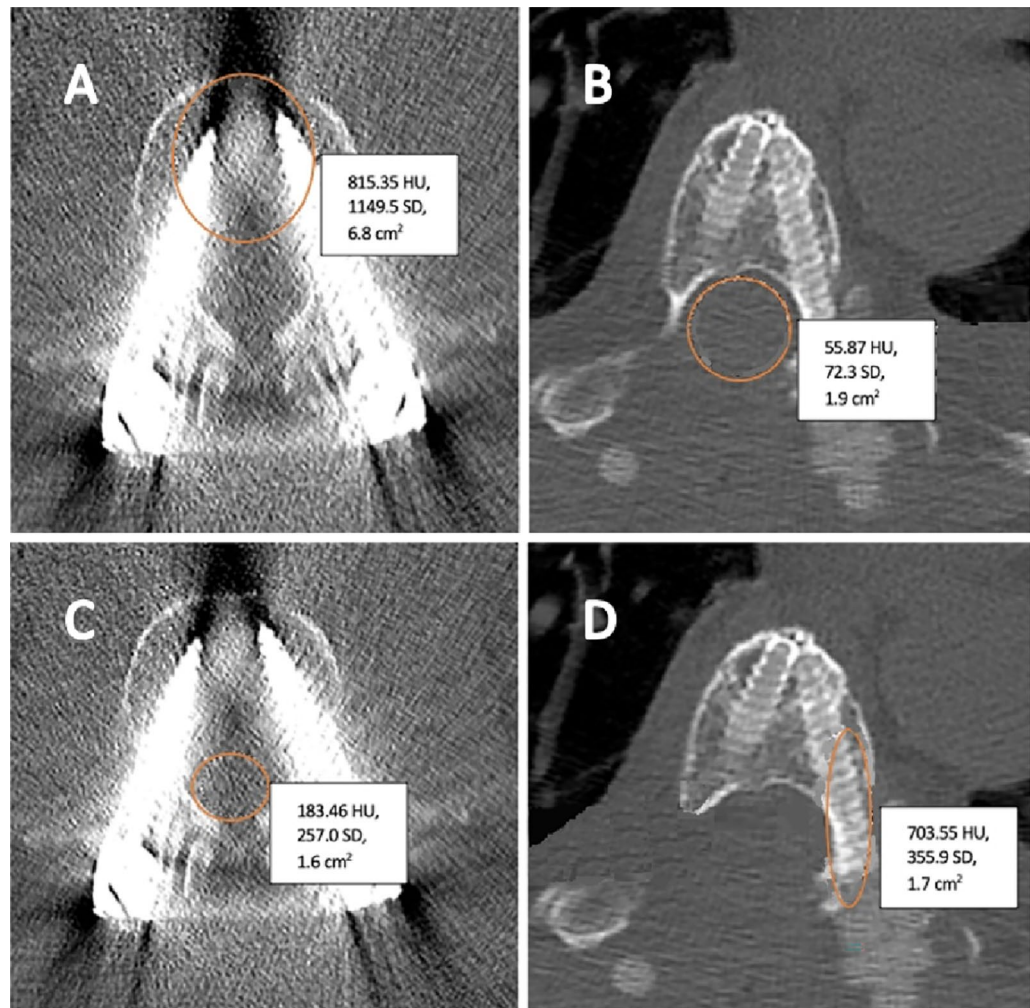 A
815.35 HU,
1149.5 SD,
6.8 cm²
B
55.87 HU,
72.3 SD,
1.9 cm²
C
183.46 HU,
257.0 SD,
1.6 cm²
D
703.55 HU,
355.9 SD,
1.7 cm²